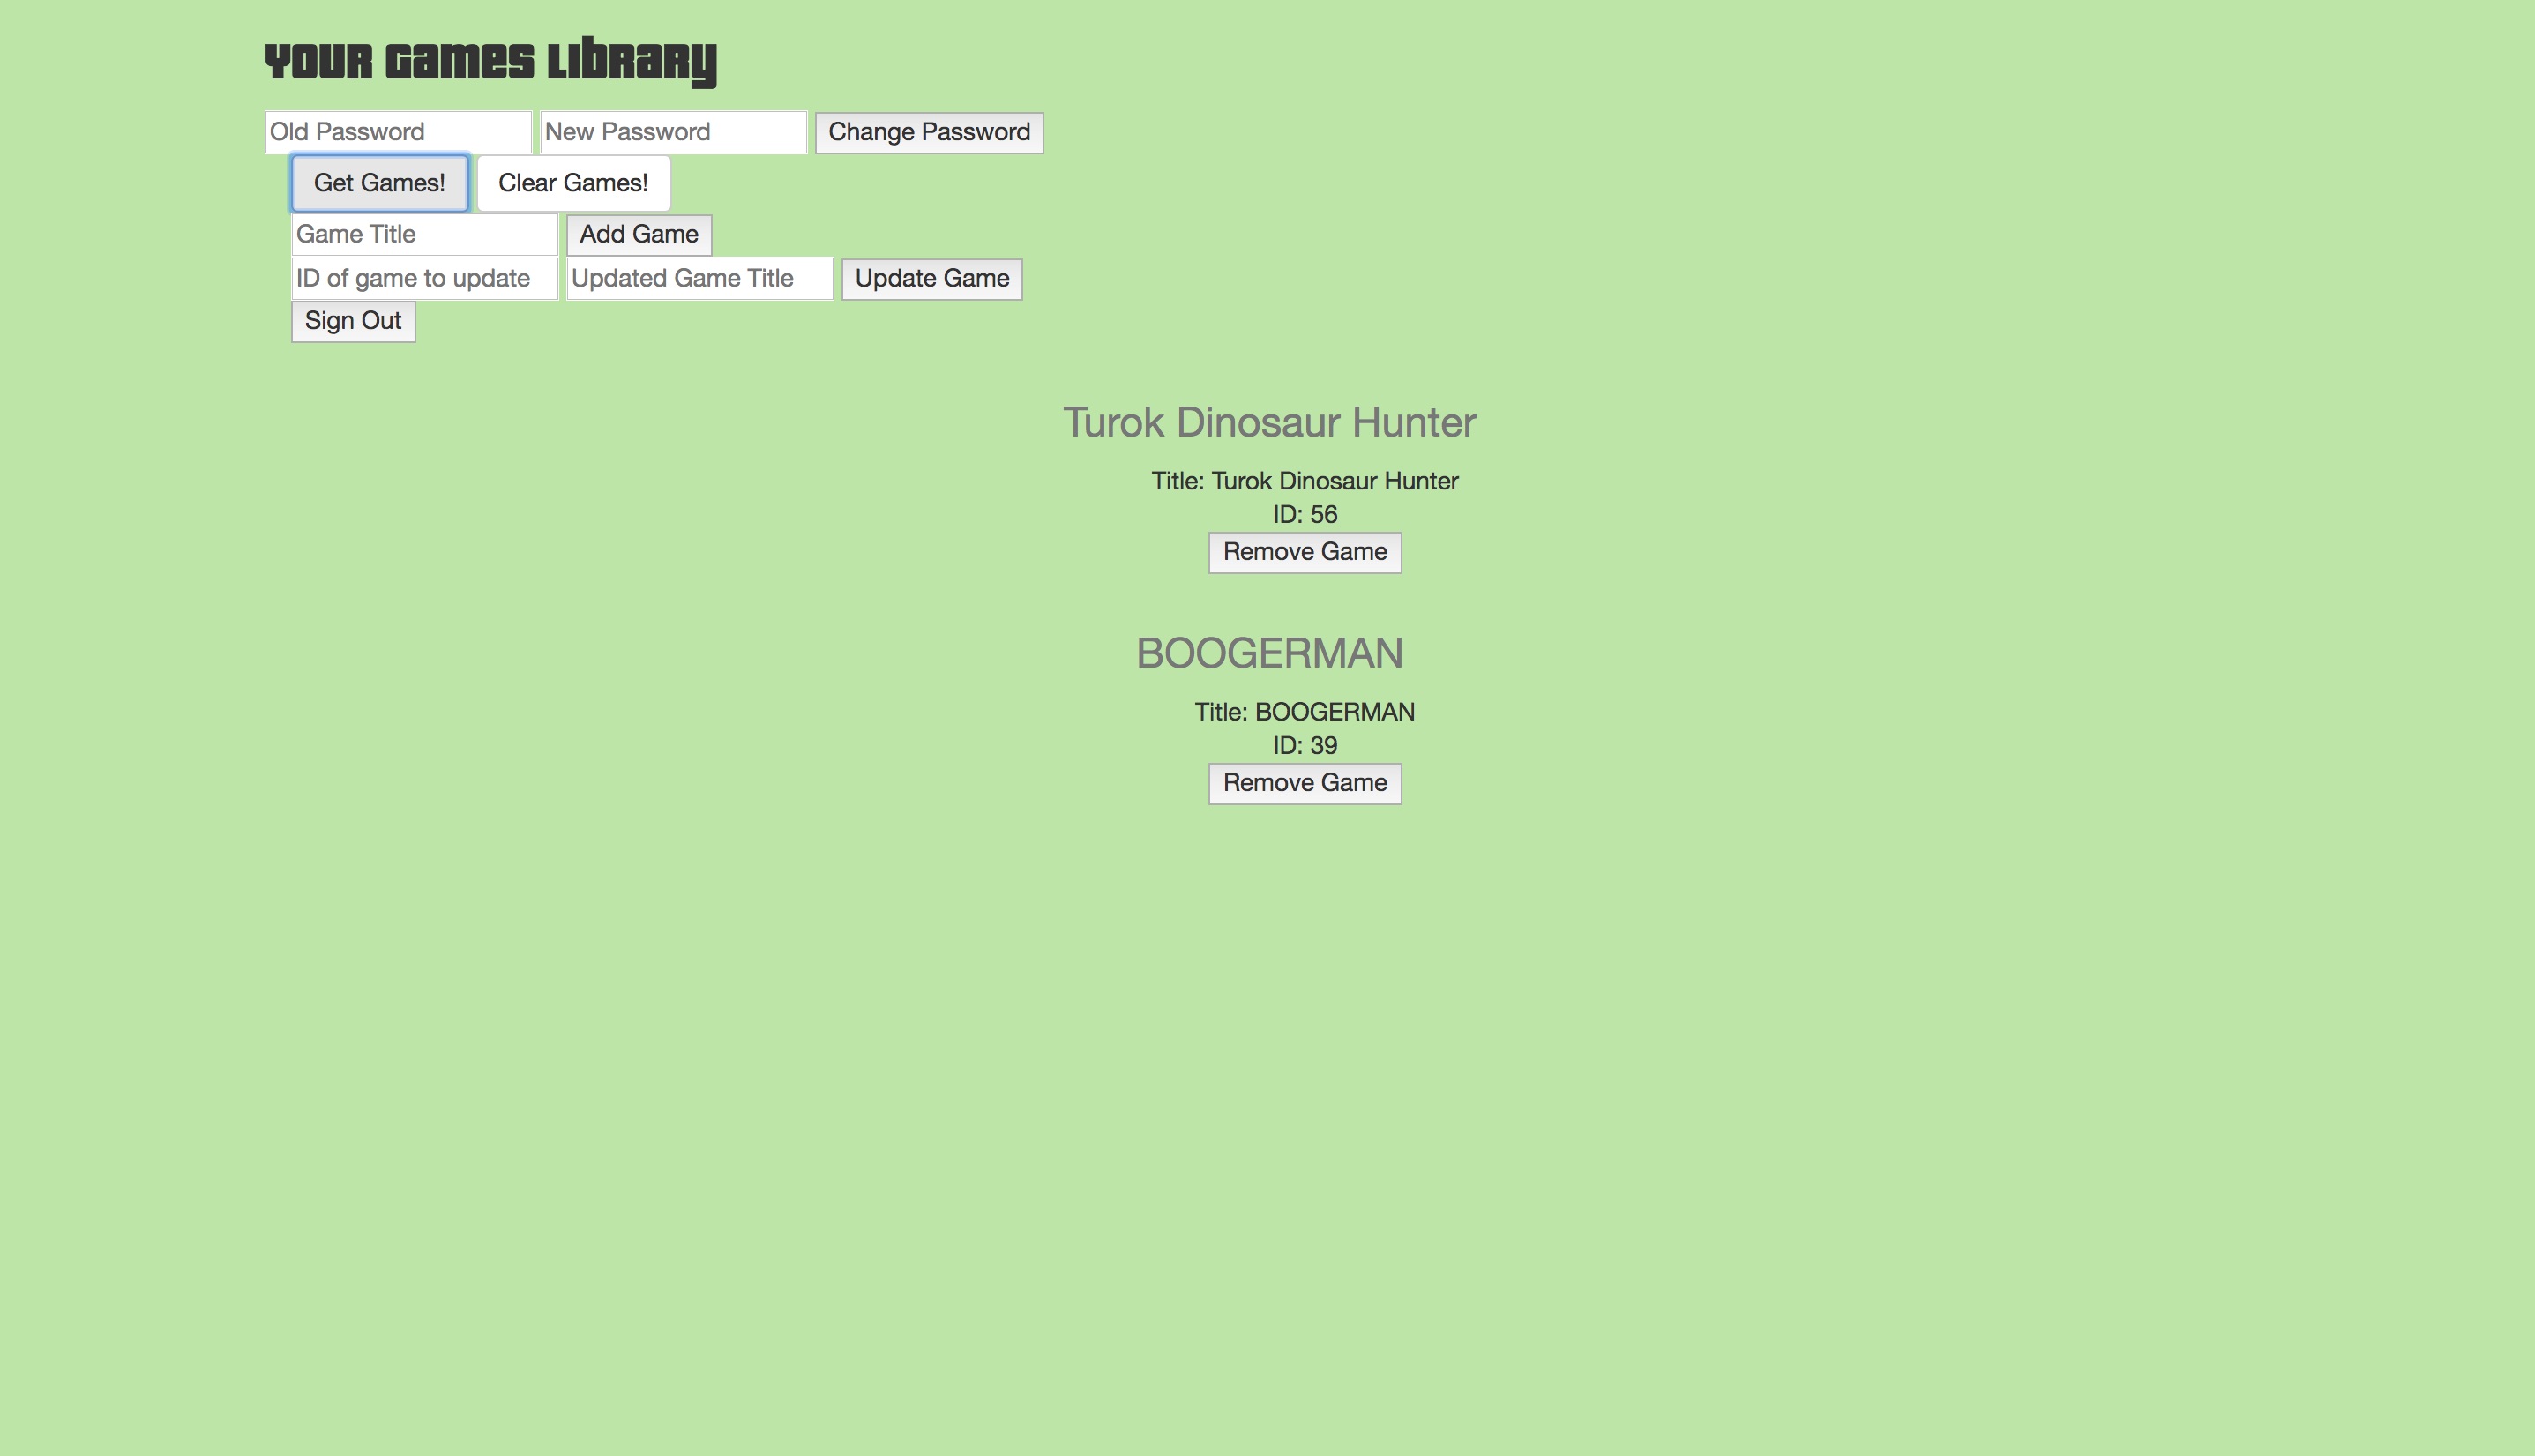 Your Games Library
Old Password New Password Change Password
Get Games! Clear Games!
Game Title Add Game
ID of game to update Updated Game Title Update Game
Sign Out
Turok Dinosaur Hunter
Title: Turok Dinosaur Hunter
ID: 56
Remove Game
BOOGERMAN
Title: BOOGERMAN
ID: 39
Remove Game